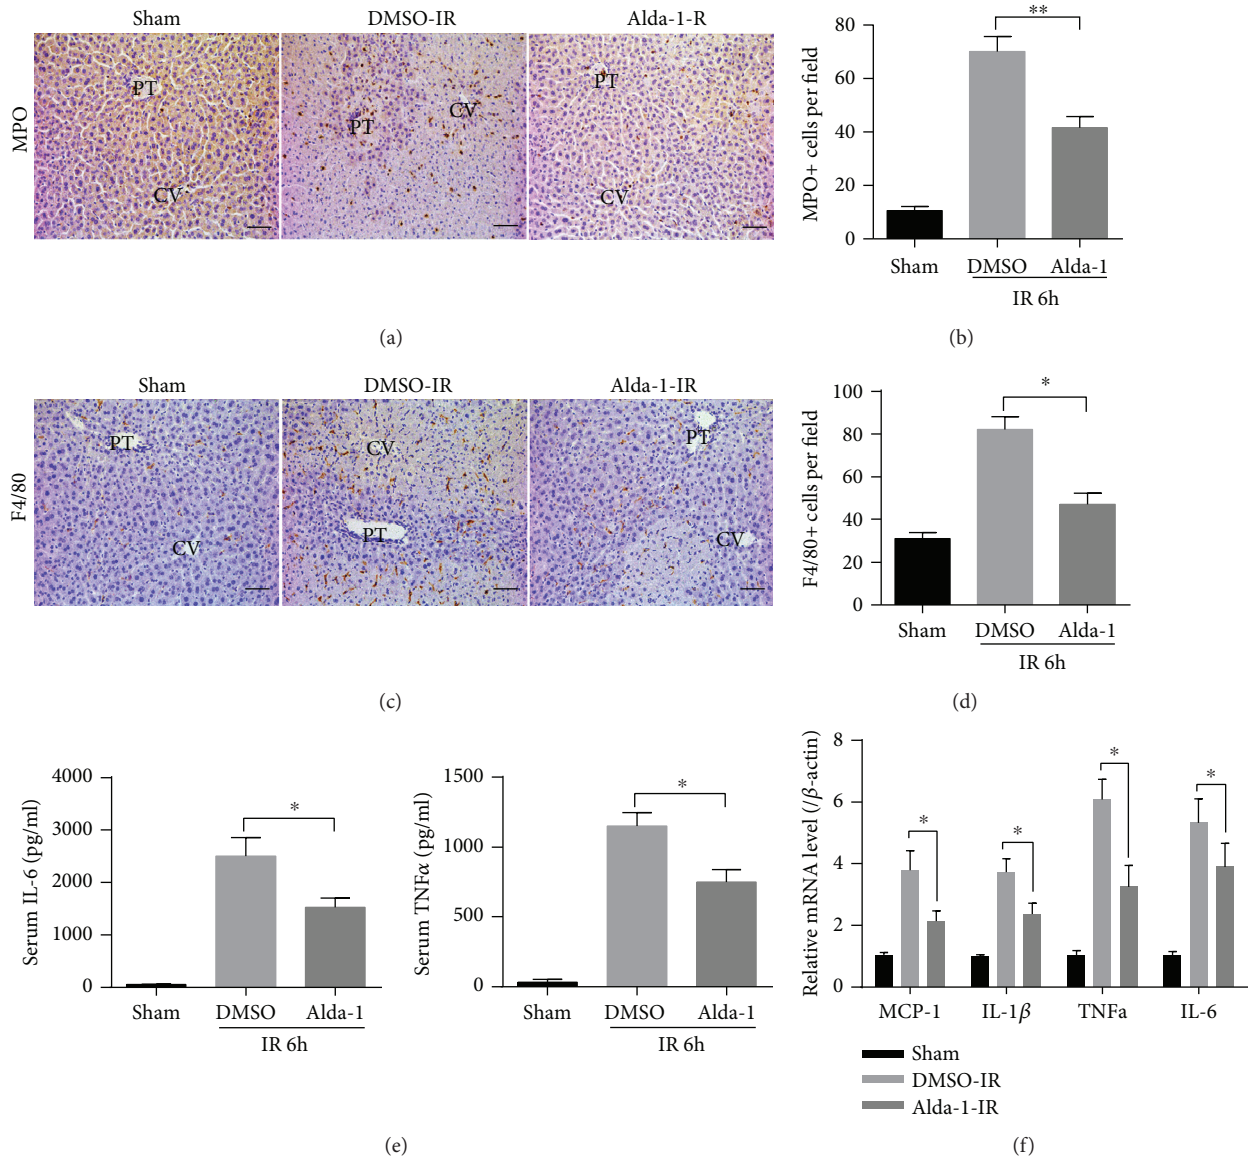 Sham DMSO-IR Alda-1-R
MPO
PT
CV
PT
CV
PT
CV
(a)
MPO+ cells per field
80
60
40
20
0
**
Sham DMSO Alda-1
IR 6h
(b)
Sham DMSO-IR Alda-1-IR
F4/80
PT
CV
CV
PT
PT
CV
(c)
F4/80+ cells per field
100
80
60
40
20
0
*
Sham DMSO Alda-1
IR 6h
(d)
Serum IL-6 (pg/ml)
4000
3000
2000
1000
0
*
Sham DMSO Alda-1
IR 6h
Serum TNFα (pg/ml)
1500
1000
500
0
*
Sham DMSO Alda-1
IR 6h
(e)
Relative mRNA level (/β-actin)
8
6
4
2
0
*
*
*
*
MCP-1 IL-1β TNFa IL-6
Sham
DMSO-IR
Alda-1-IR
(f)